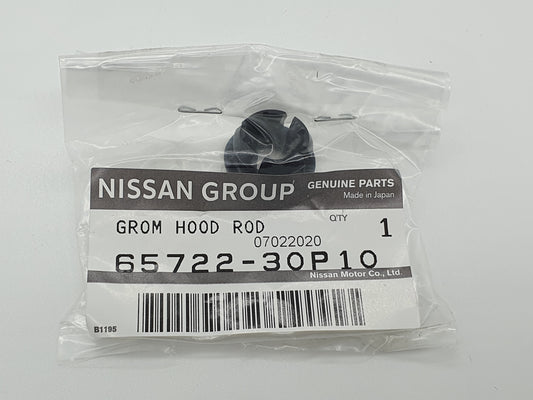 NISSAN GROUP GENUINE PARTS
Made in Japan
GROM HOOD ROD QTY 1
07022020
65722-30P10
Nissan Motor Co., Ltd.
B1195